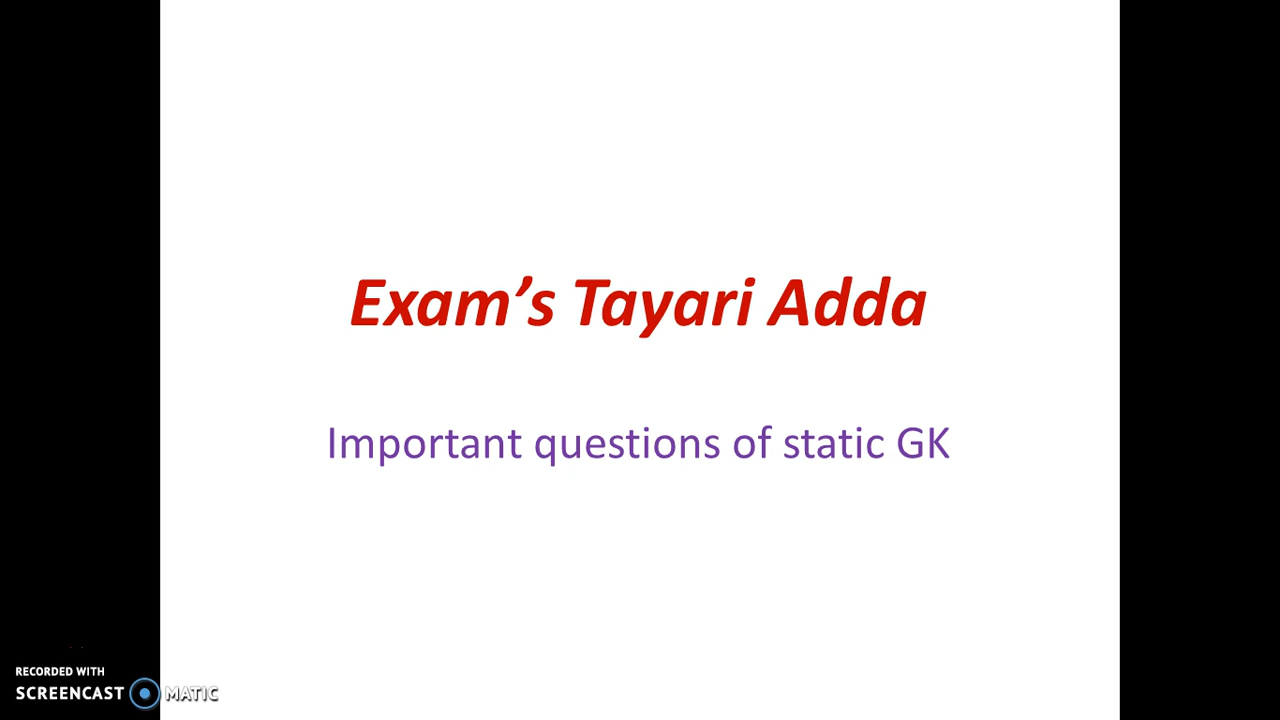 Exam’s Tayari Adda
Important questions of static GK
RECORDED WITH
SCREENCAST MATIC